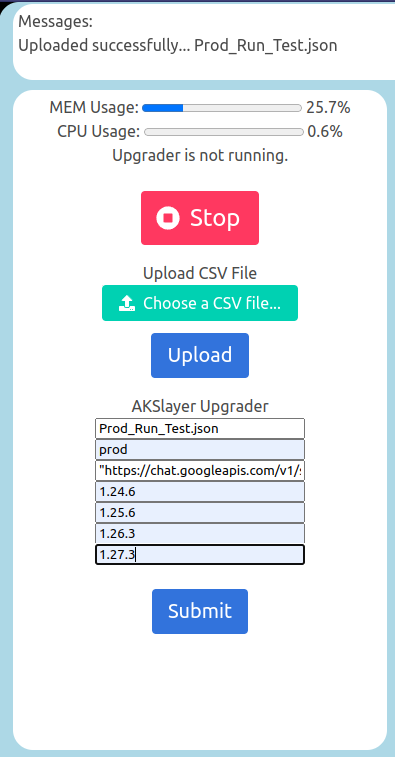 Messages:
Uploaded successfully... Prod_Run_Test.json
MEM Usage: 25.7%
CPU Usage: 0.6%
Upgrader is not running.
Stop
Upload CSV File
Choose a CSV file...
Upload
AKSlayer Upgrader
Prod_Run_Test.json
prod
"https://chat.googleapis.com/v1/
1.24.6
1.25.6
1.26.3
1.27.3
Submit